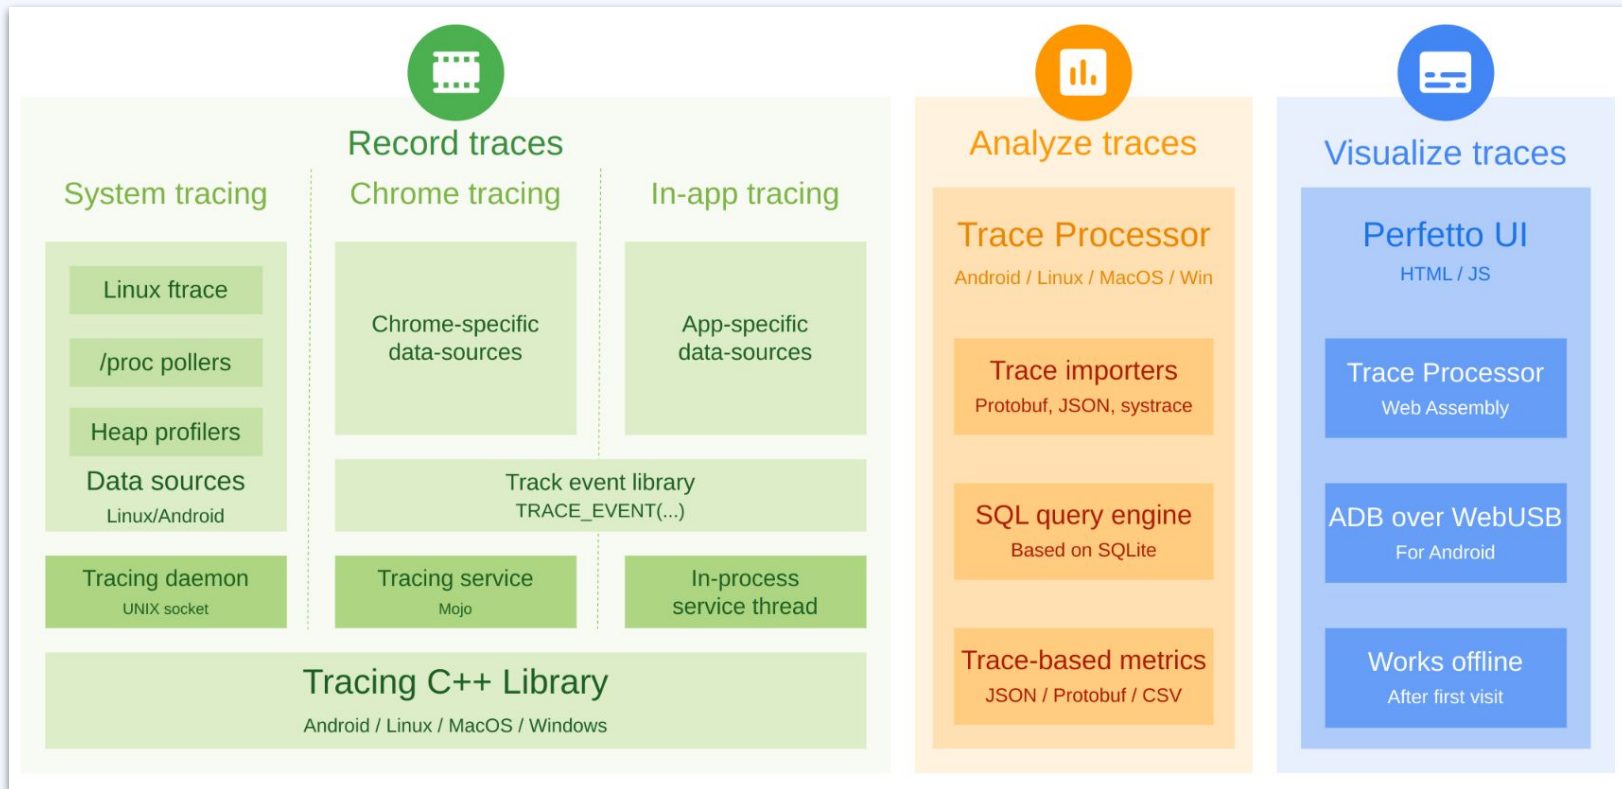 Record traces
System tracing
Linux ftrace
/proc pollers
Heap profilers
Data sources
Linux/Android
Tracing daemon
UNIX socket
Chrome tracing
Chrome-specific
data-sources
In-app tracing
App-specific
data-sources
Track event library
TRACE_EVENT(...)
Tracing service
Mojo
In-process
service thread
Tracing C++ Library
Android / Linux / MacOS / Windows
Analyze traces
Trace Processor
Android / Linux / MacOS / Win
Trace importers
Protobuf, JSON, systrace
SQL query engine
Based on SQLite
Trace-based metrics
JSON / Protobuf / CSV
Visualize traces
Perfetto UI
HTML / JS
Trace Processor
Web Assembly
ADB over WebUSB
For Android
Works offline
After first visit